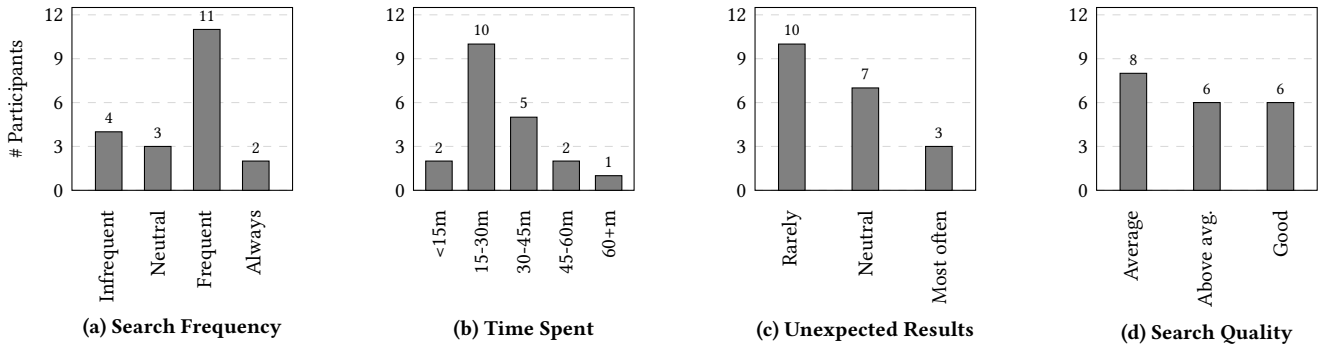 # Participants
12
9
6
3
0
4
3
11
2
Infrequent
Neutral
Frequent
Always
(a) Search Frequency
12
9
6
3
0
2
10
5
2
1
<15m
15-30m
30-45m
45-60m
60+m
(b) Time Spent
12
9
6
3
0
10
7
3
Rarely
Neutral
Most often
(c) Unexpected Results
12
9
6
3
0
8
6
6
Average
Above avg.
Good
(d) Search Quality